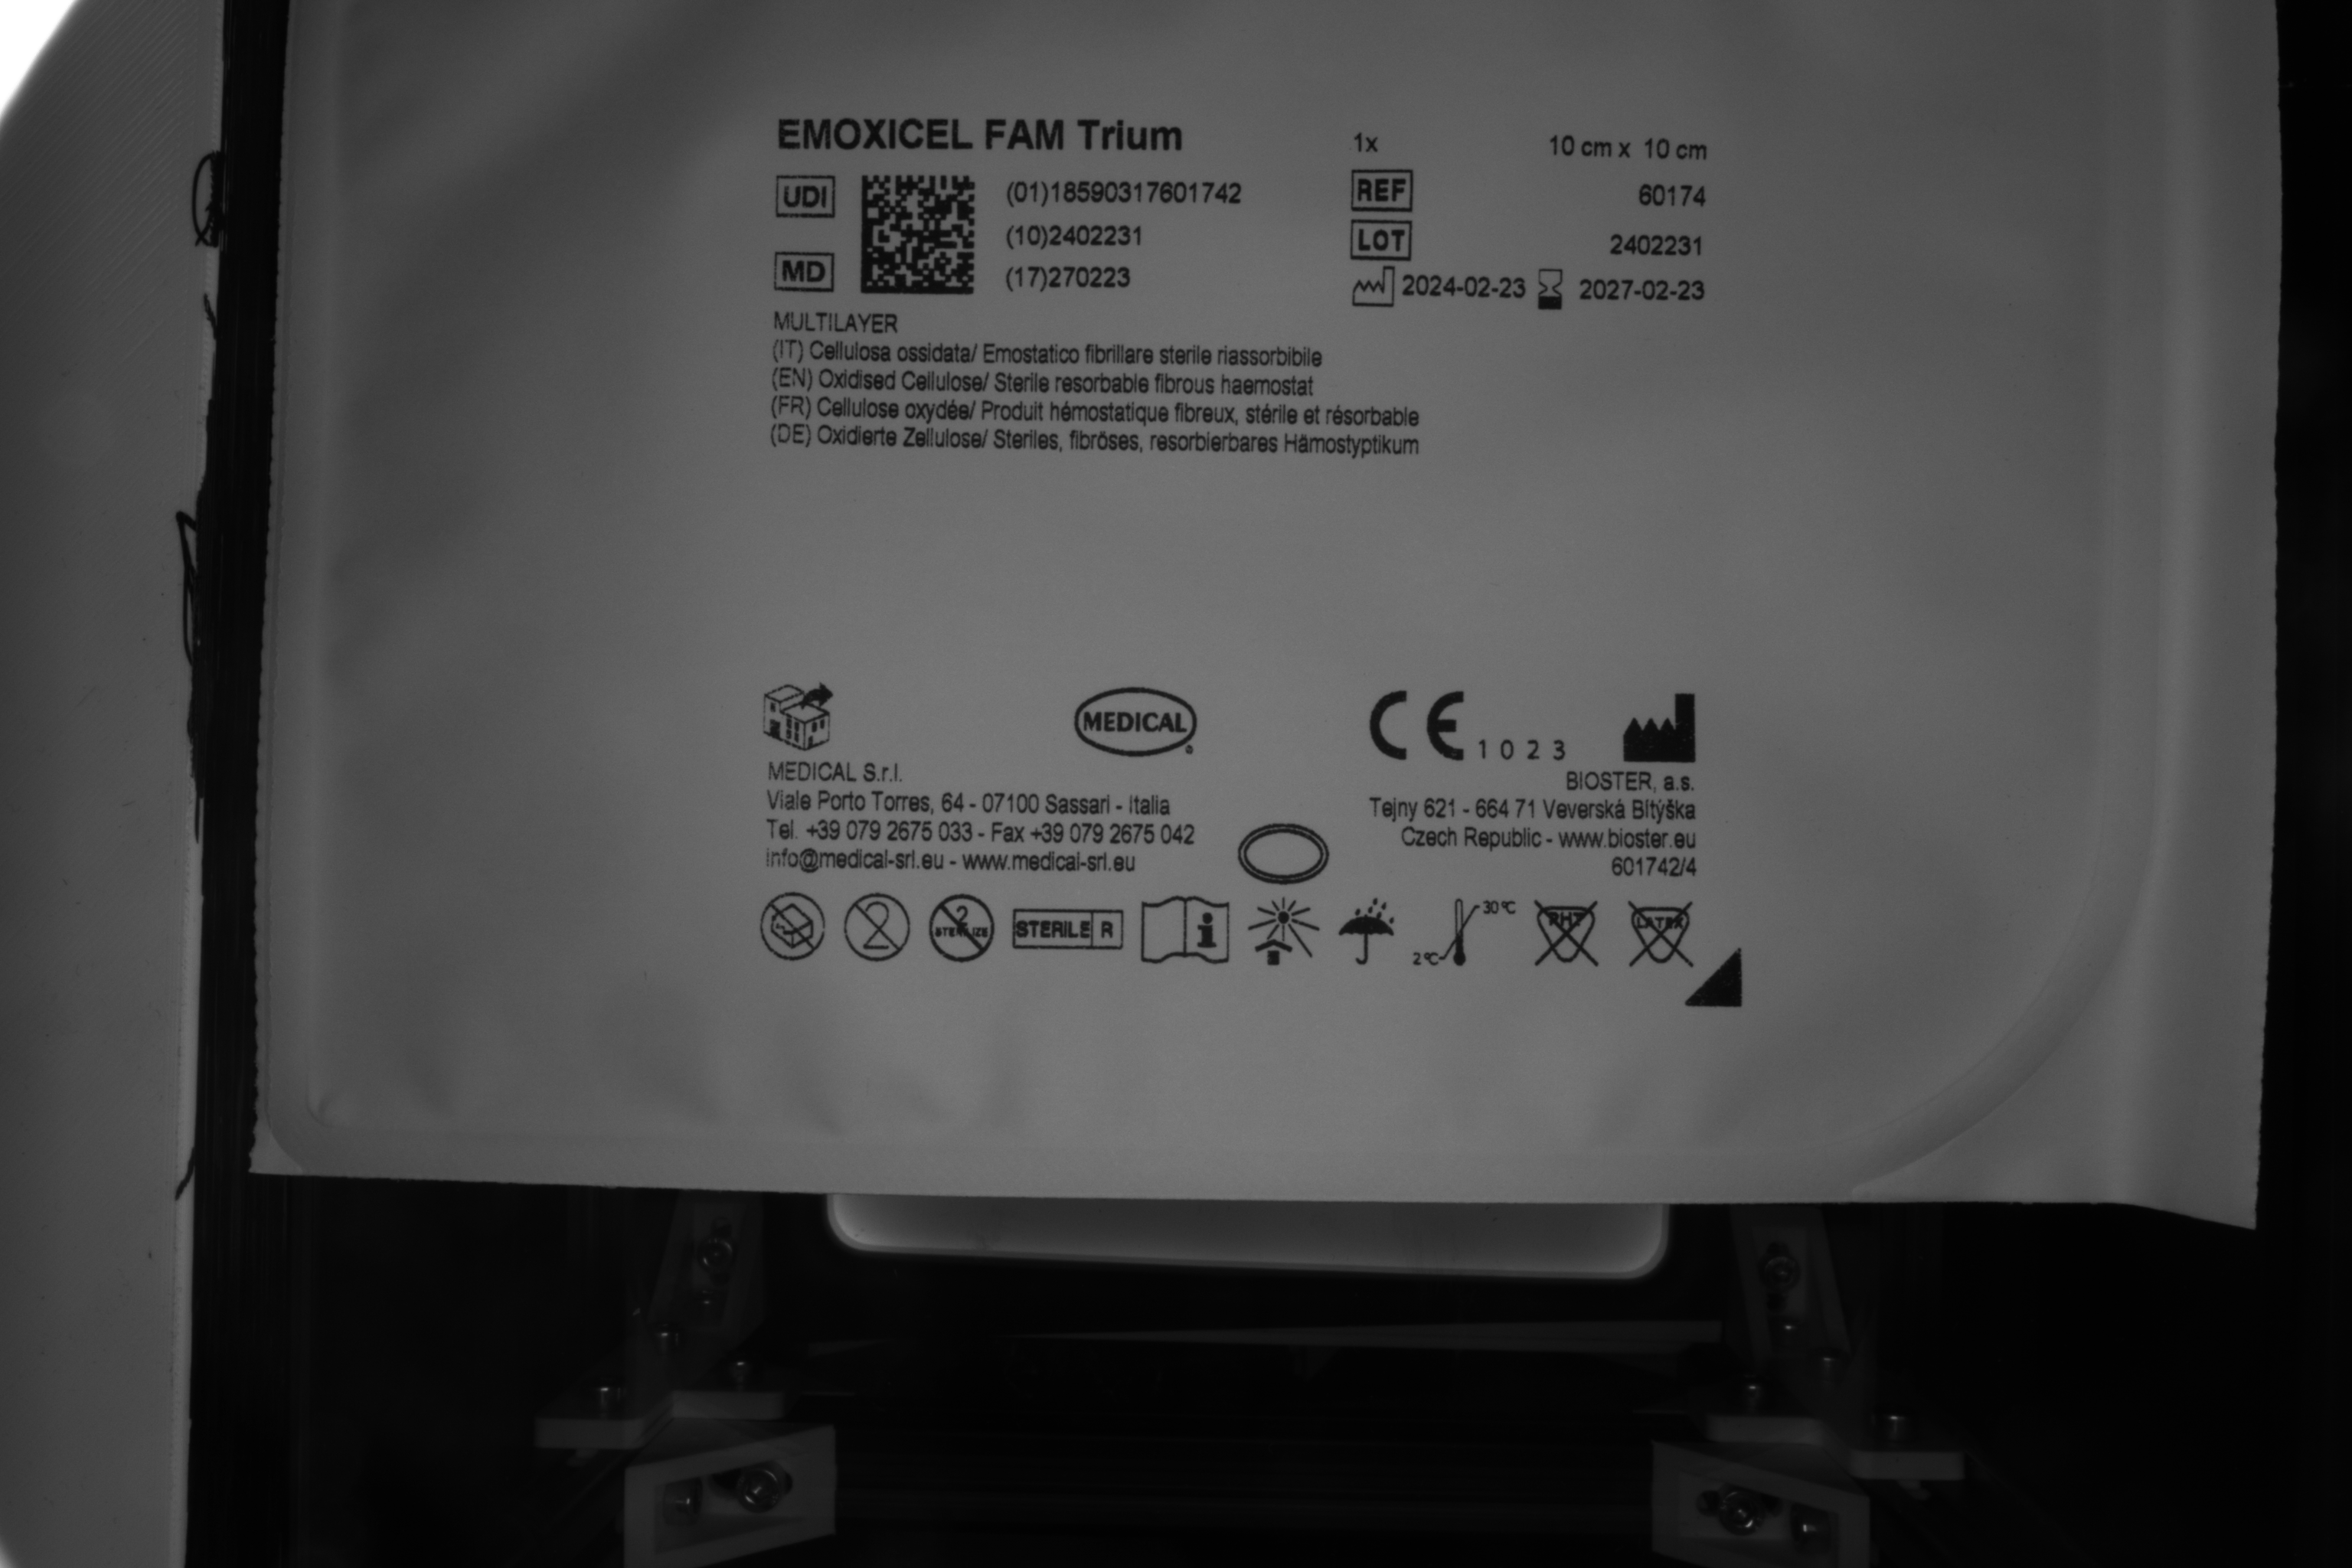 EMOXICEL FAM Trium
1x 10 cm x 10 cm
UDI (01)18590317601742
REF 60174
(10)2402231
LOT 2402231
MD (17)270223
2024-02-23 2027-02-23
MULTILAYER
(IT) Cellulosa ossidata/ Emostatico fibrillare sterile riassorbibile
(EN) Oxidised Cellulose/ Sterile resorbable fibrous haemostat
(FR) Cellulose oxydée/ Produit hémostatique fibreux, stérile et résorbable
(DE) Oxidierte Zellulose/ Steriles, fibröses, resorbierbares Hämostyptikum
MEDICAL
CE 1023
MEDICAL S.r.l.
Viale Porto Torres, 64 - 07100 Sassari - Italia
Tel. +39 079 2675 033 - Fax +39 079 2675 042
info@medical-srl.eu - www.medical-srl.eu
BIOSTER, a.s.
Tejny 621 - 664 71 Veverská Bítýška
Czech Republic - www.bioster.eu
601742/4
2 2 STERILIZE STERILE R i 2°C 30°C PHT LATEX